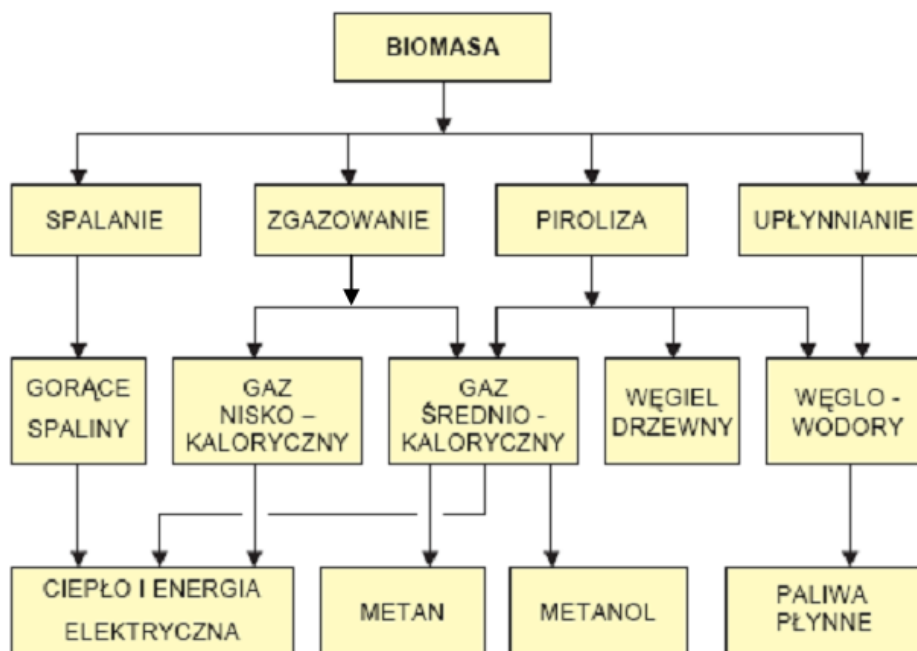 BIOMASA
SPALANIE
ZGAZOWANIE
PIROLIZA
UPŁYNNIANIE
GORĄCE
SPALINY
GAZ
NISKO –
KALORYCZNY
GAZ
ŚREDNIO -
KALORYCZNY
WĘGIEL
DRZEWNY
WĘGLO -
WODORY
CIEPŁO I ENERGIA
ELEKTRYCZNA
METAN
METANOL
PALIWA
PŁYNNE